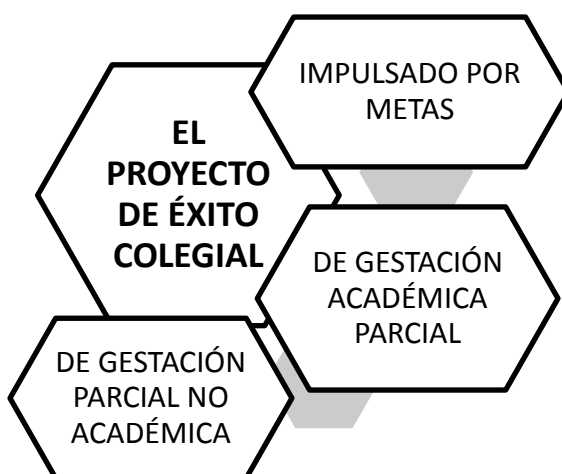 EL
PROYECTO
DE ÉXITO
COLEGIAL
IMPULSADO POR
METAS
DE GESTACIÓN
ACADÉMICA
PARCIAL
DE GESTACIÓN
PARCIAL NO
ACADÉMICA